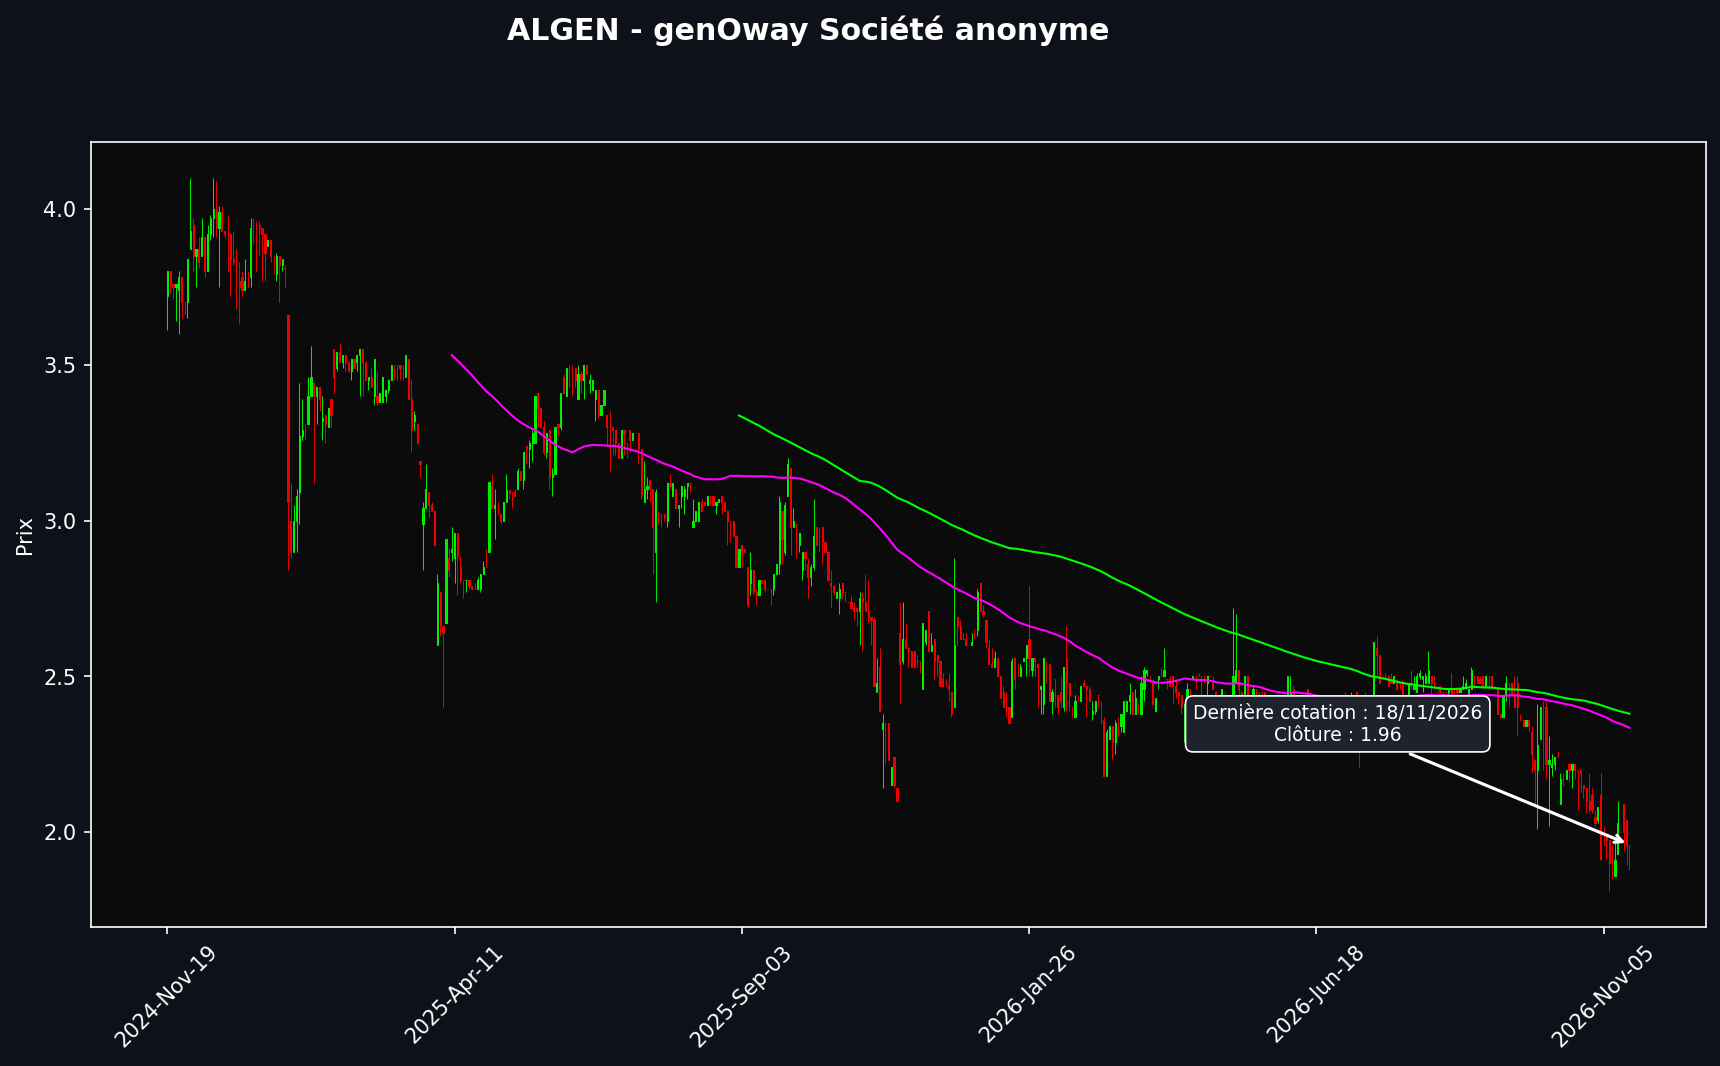 ALGEN - genOway Société anonyme
Prix
4.0
3.5
3.0
2.5
2.0
Dernière cotation : 18/11/2026
Clôture : 1.96
2024-Nov-19
2025-Apr-11
2025-Sep-03
2026-Jan-26
2026-Jun-18
2026-Nov-05